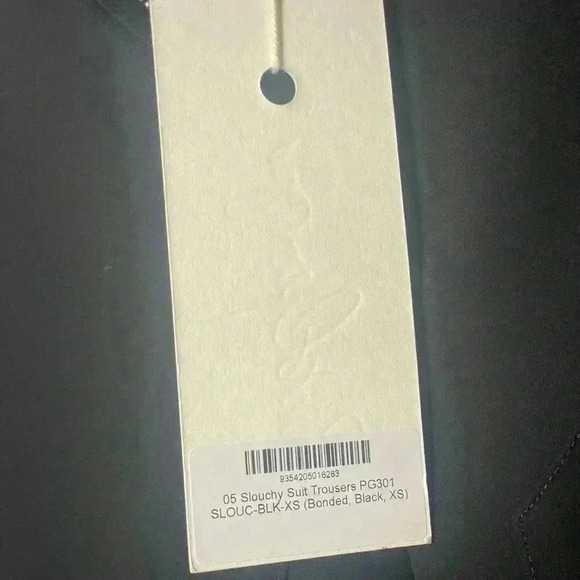 9354205016283
05 Slouchy Suit Trousers PG301
SLOUC-BLK-XS (Bonded, Black, XS)